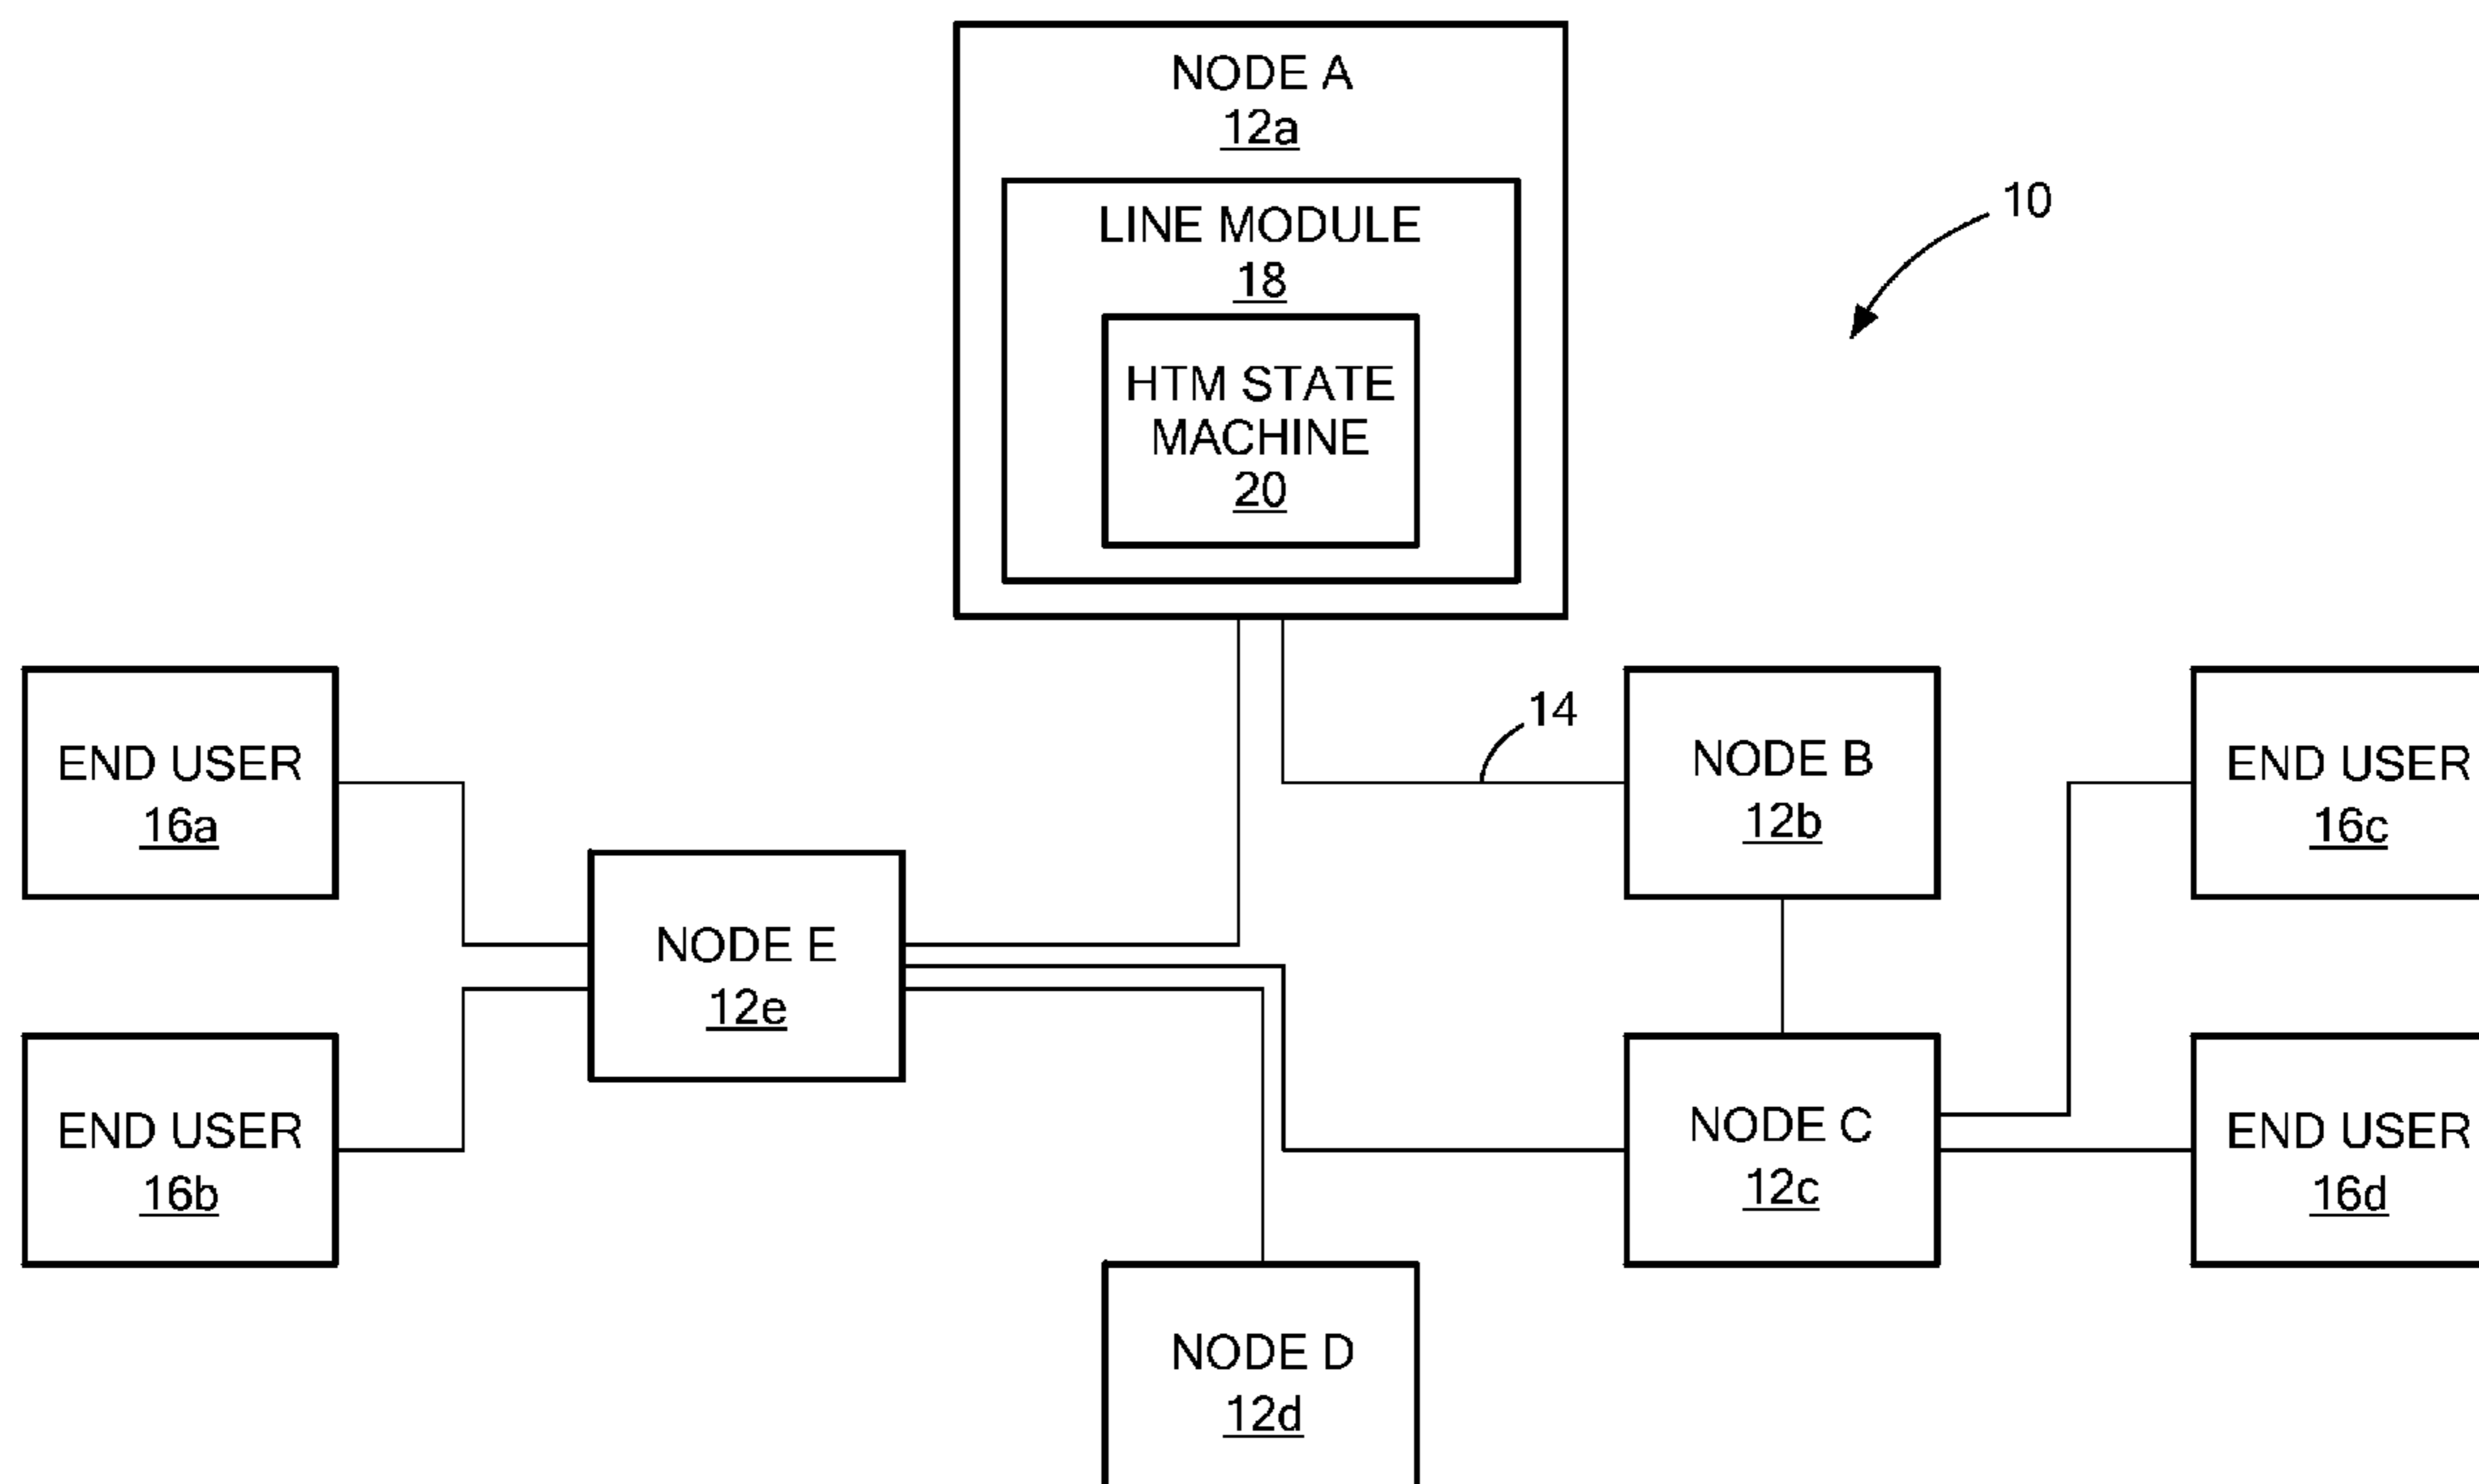 NODE A
12a
LINE MODULE
18
HTM STATE
MACHINE
20
10
14
END USER
16a
NODE B
12b
END USER
16c
NODE E
12e
END USER
16b
NODE C
12c
END USER
16d
NODE D
12d